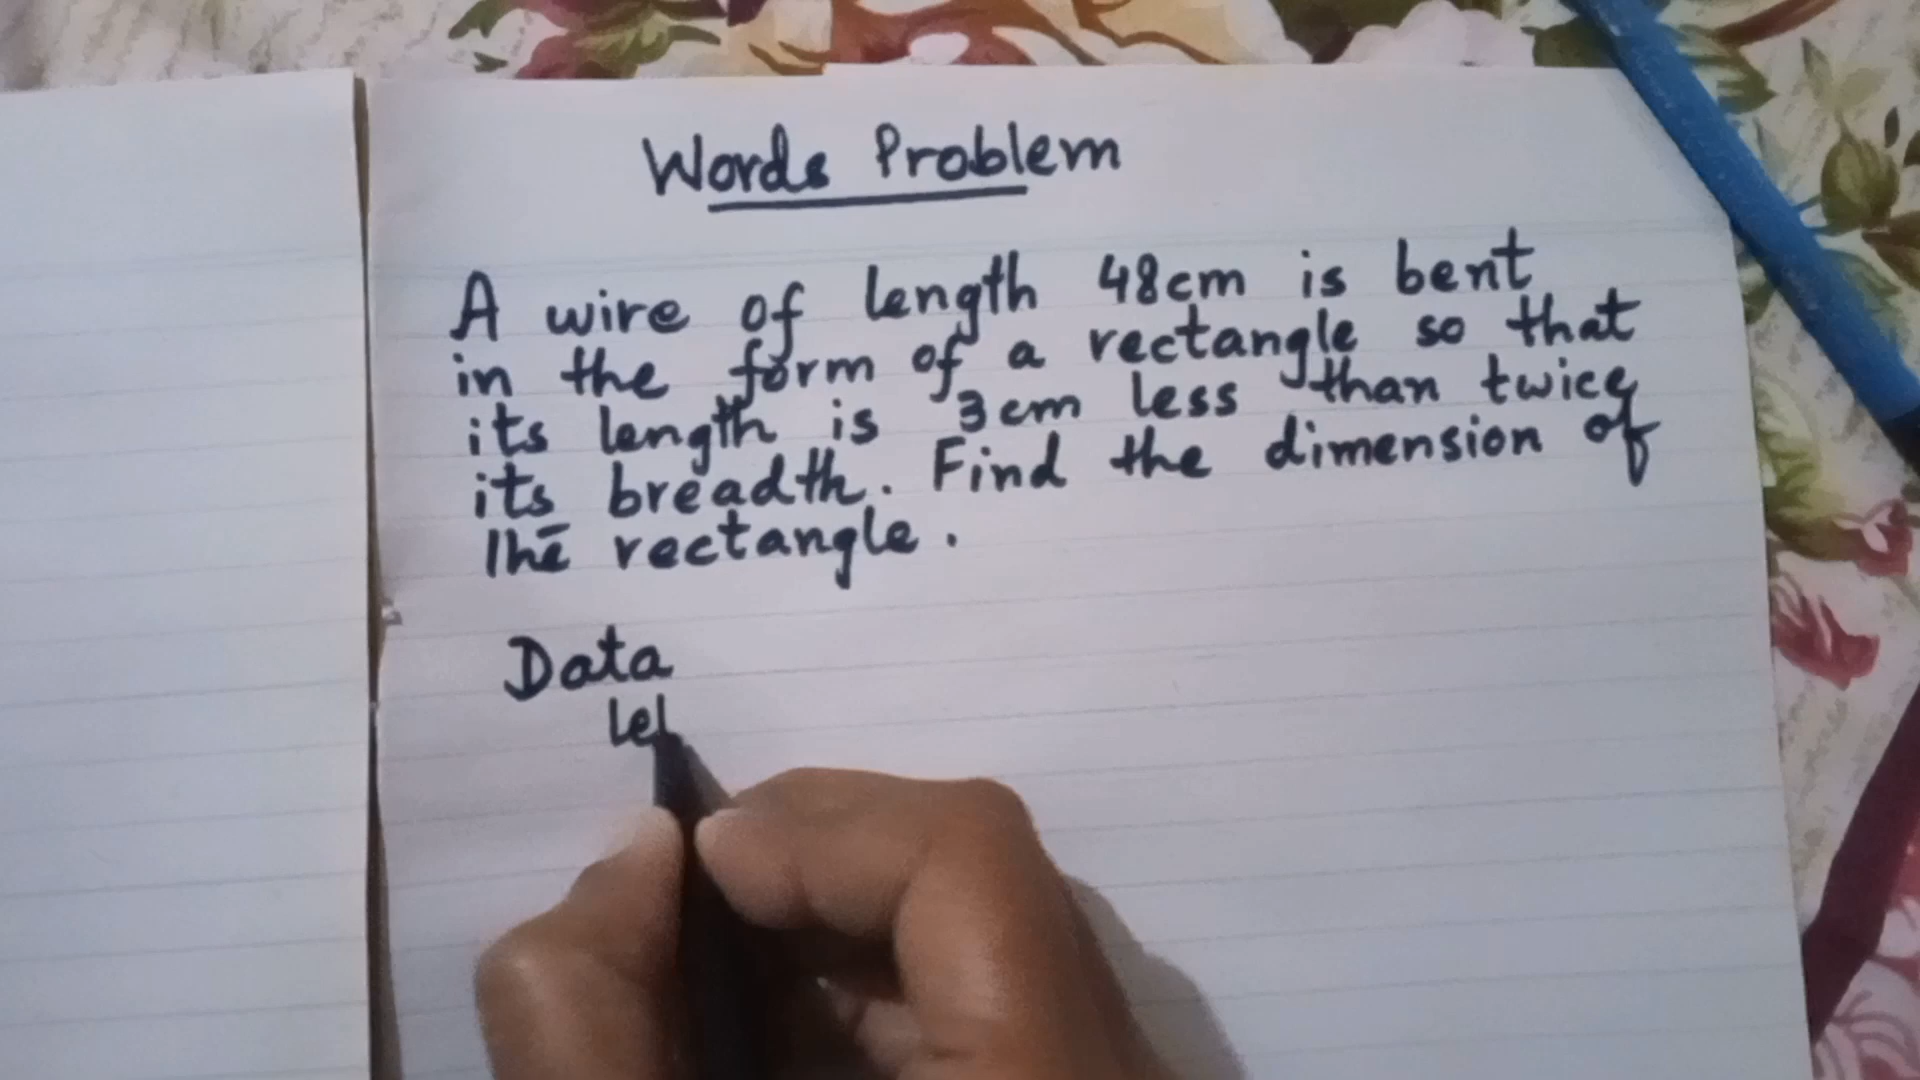 Words Problem
A wire of length 48cm is bent
in the form of a rectangle so that
its length is 3cm less than twice
its breadth. Find the dimension of
the rectangle.
Data
let